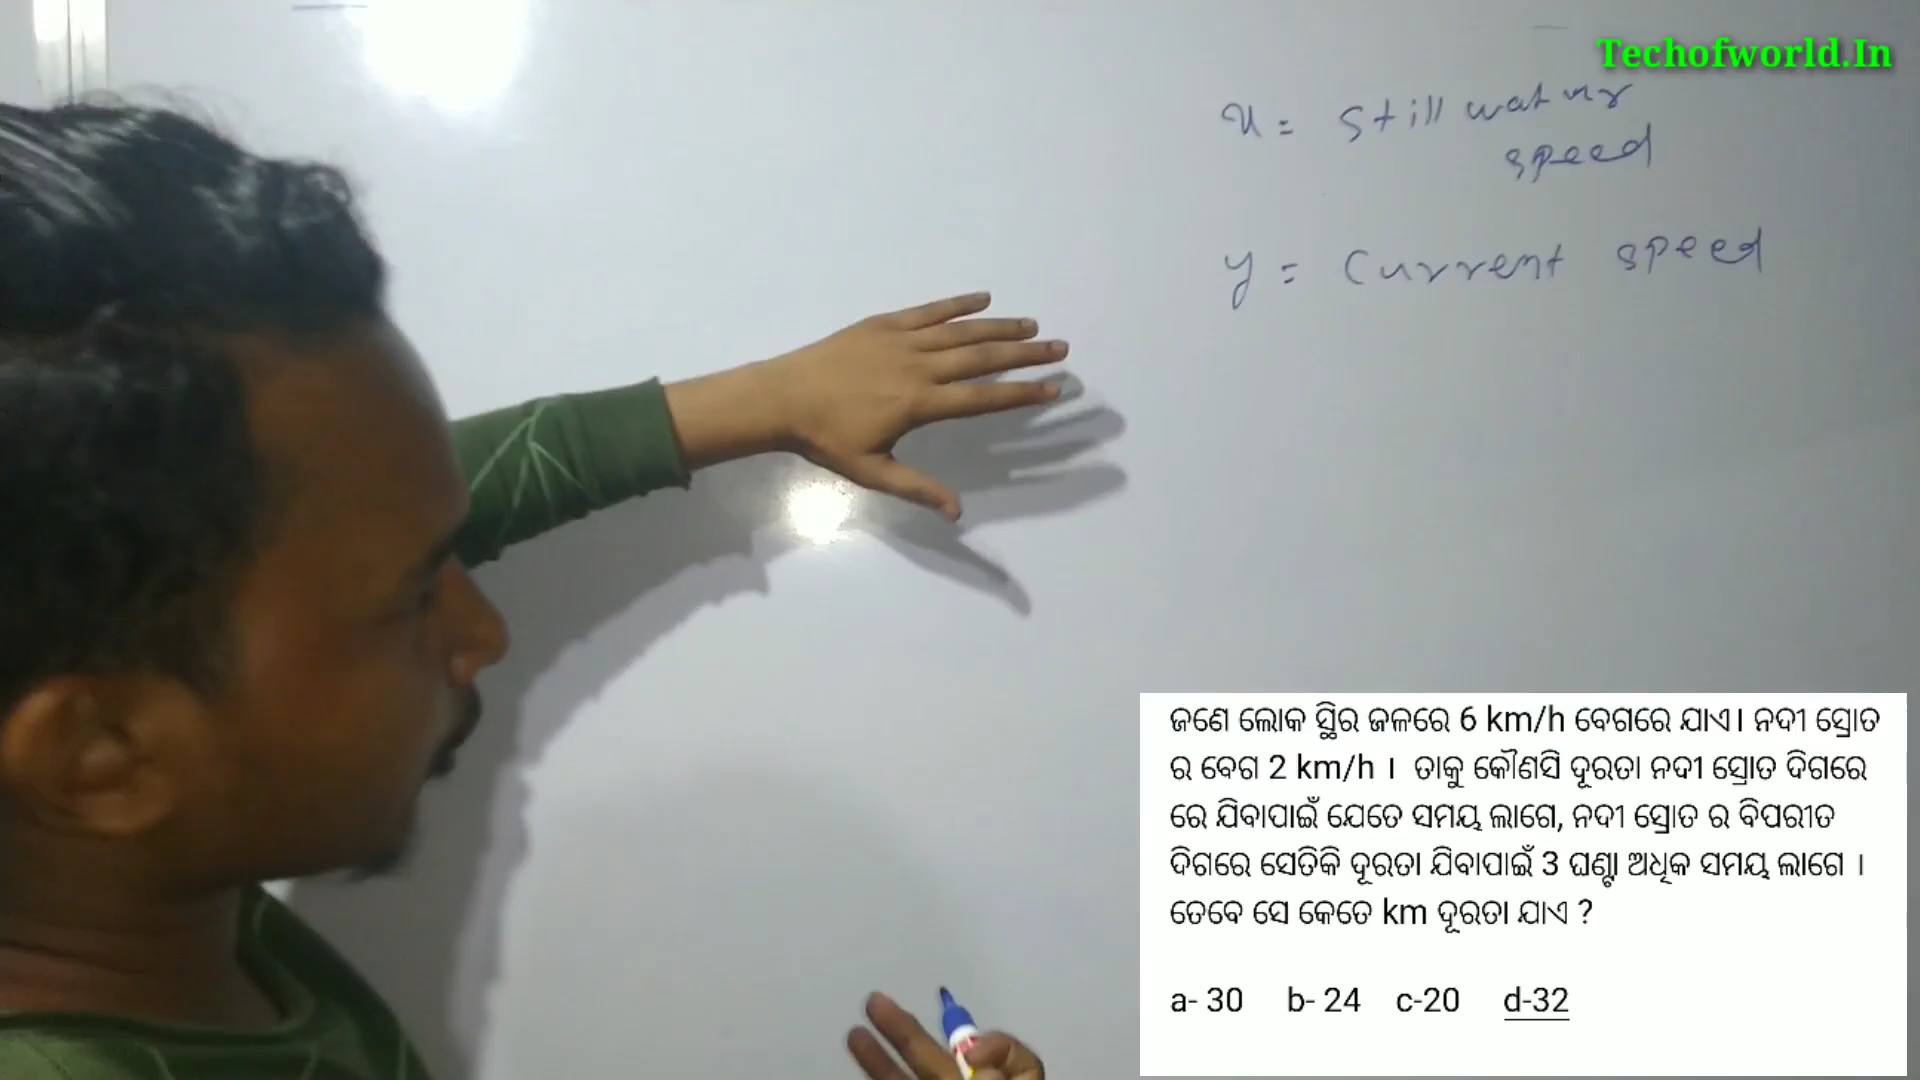 Techofworld.In
x = Still water
speed
y = Current speed
ଜଣେ ଲୋକ ସ୍ଥିର ଜଳରେ 6 km/h ବେଗରେ ଯାଏ । ନଦୀ ସ୍ରୋତ
ର ବେଗ 2 km/h । ତାକୁ କୌଣସି ଦୂରତା ନଦୀ ସ୍ରୋତ ଦିଗରେ
ରେ ଯିବାପାଇଁ ଯେତେ ସମୟ ଲାଗେ, ନଦୀ ସ୍ରୋତ ର ବିପରୀତ
ଦିଗରେ ସେତିକି ଦୂରତା ଯିବାପାଇଁ 3 ଘଣ୍ଟା ଅଧିକ ସମୟ ଲାଗେ ।
ତେବେ ସେ କେତେ km ଦୂରତା ଯାଏ ?
a- 30 b- 24 c-20 d-32